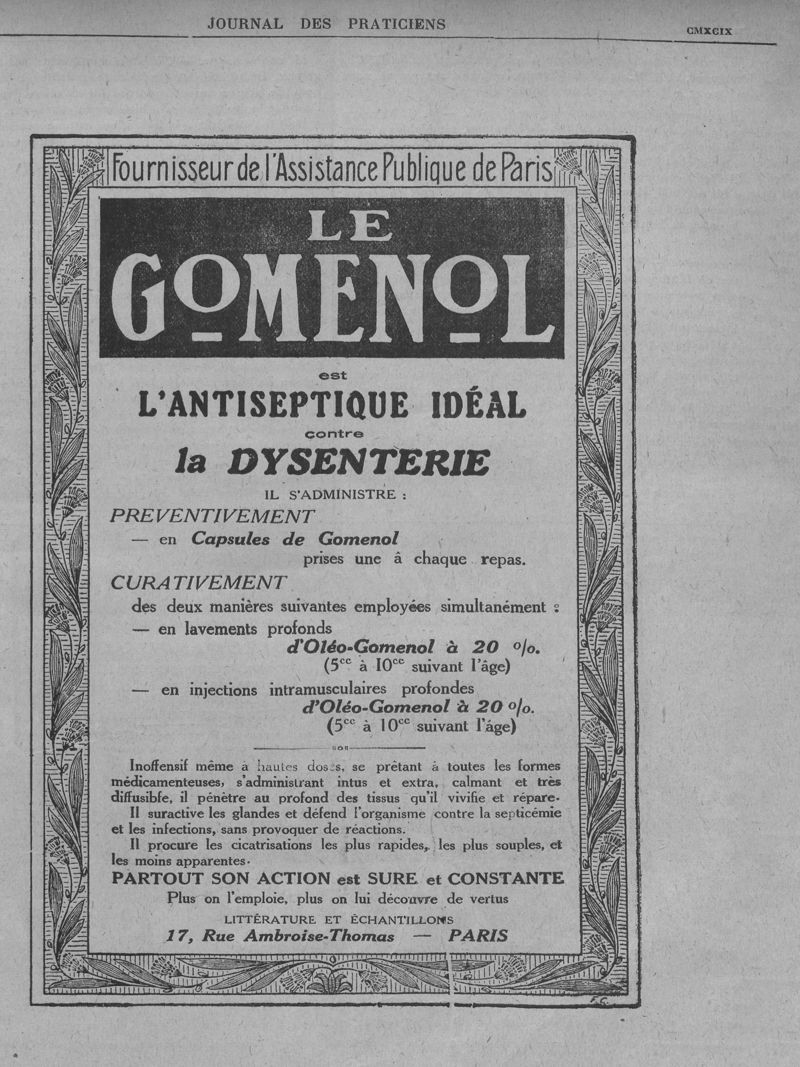 JOURNAL DES PRATICIENS
CMXCIX
Fournisseur de l'Assistance Publique de Paris
LE
GOMENOL
est
L'ANTISEPTIQUE IDÉAL
contre
la DYSENTERIE
IL S'ADMINISTRE :
PREVENTIVEMENT
— en Capsules de Gomenol
prises une â chaque repas.
CURATIVEMENT
des deux manières suivantes employées simultanément :
— en lavements profonds
d'Oléo-Gomenol à 20 %.
(5cc à 10cc suivant l'âge)
— en injections intramusculaires profondes
d'Oléo-Gomenol à 20 %.
(5cc à 10cc suivant l'âge)
Inoffensif même a hautes doses, se prêtant á toutes les formes
médicamenteuses, s'administrant intus et extra, calmant et très
diffusibfe, il pénètre au profond des tissus qu'il vivifie et répare.
Il suractive les glandes et défend l'organisme contre la septicémie
et les infections, sans provoquer de réactions.
Il procure les cicatrisations les plus rapides, les plus souples, et
les moins apparentes.
PARTOUT SON ACTION est SURE et CONSTANTE
Plus on l'emploie, plus on lui découvre de vertus
LITTÉRATURE ET ÉCHANTILLONS
17, Rue Ambroise-Thomas — PARIS
F.C.